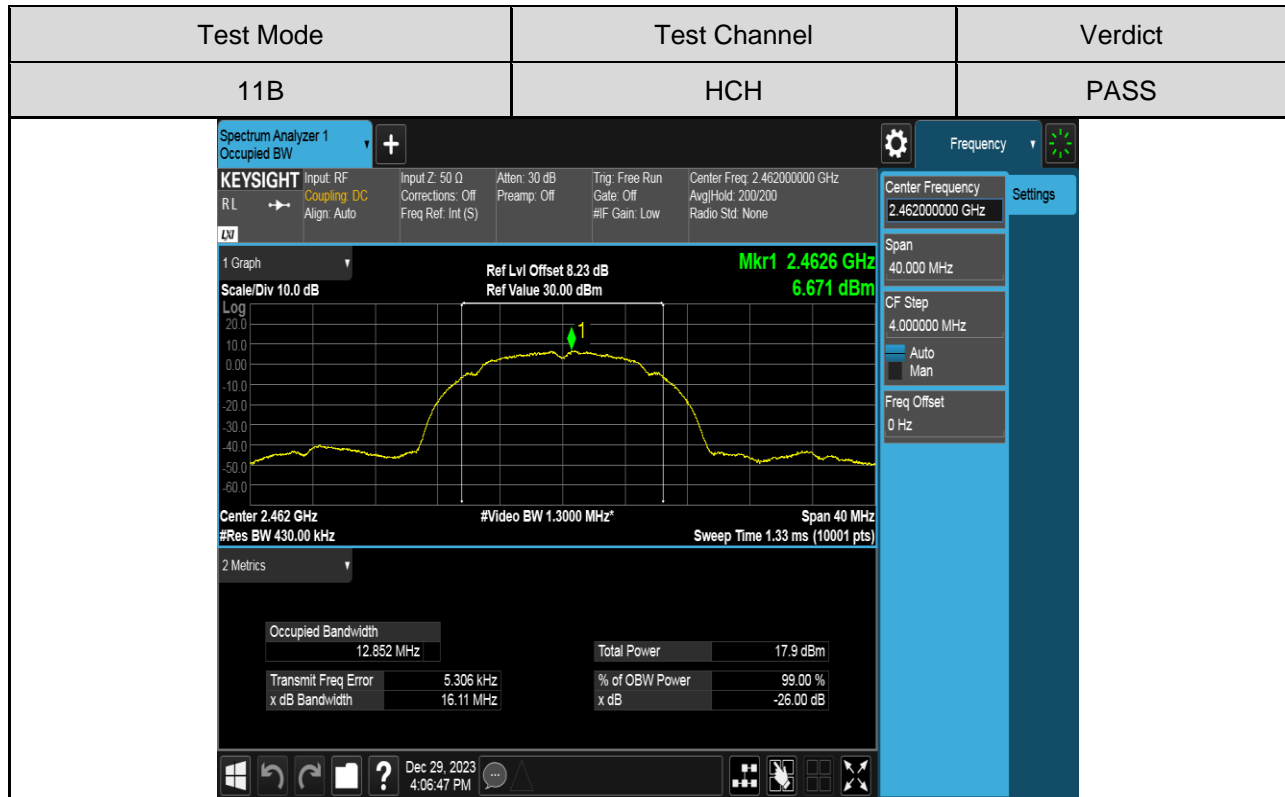 Test Mode Test Channel Verdict
11B HCH PASS
Spectrum Analyzer 1
Occupied BW
+
Frequency
KEYSIGHT Input: RF Input Z: 50 Ω Atten: 30 dB Trig: Free Run Center Freq: 2.462000000 GHz
RL Coupling: DC Corrections: Off Preamp: Off Gate: Off Avg|Hold: 200/200
Align: Auto Freq Ref: Int (S) #IF Gain: Low Radio Std: None
LXI
Center Frequency
2.462000000 GHz
Settings
Span
40.000 MHz
CF Step
4.000000 MHz
Auto
Man
Freq Offset
0 Hz
1 Graph Ref Lvl Offset 8.23 dB Mkr1 2.4626 GHz
Scale/Div 10.0 dB Ref Value 30.00 dBm 6.671 dBm
Log
20.0
10.0
0.00
-10.0
-20.0
-30.0
-40.0
-50.0
-60.0
1
Center 2.462 GHz #Video BW 1.3000 MHz* Span 40 MHz
#Res BW 430.00 kHz Sweep Time 1.33 ms (10001 pts)
2 Metrics
Occupied Bandwidth
12.852 MHz Total Power 17.9 dBm
Transmit Freq Error 5.306 kHz % of OBW Power 99.00 %
x dB Bandwidth 16.11 MHz x dB -26.00 dB
? Dec 29, 2023
4:06:47 PM